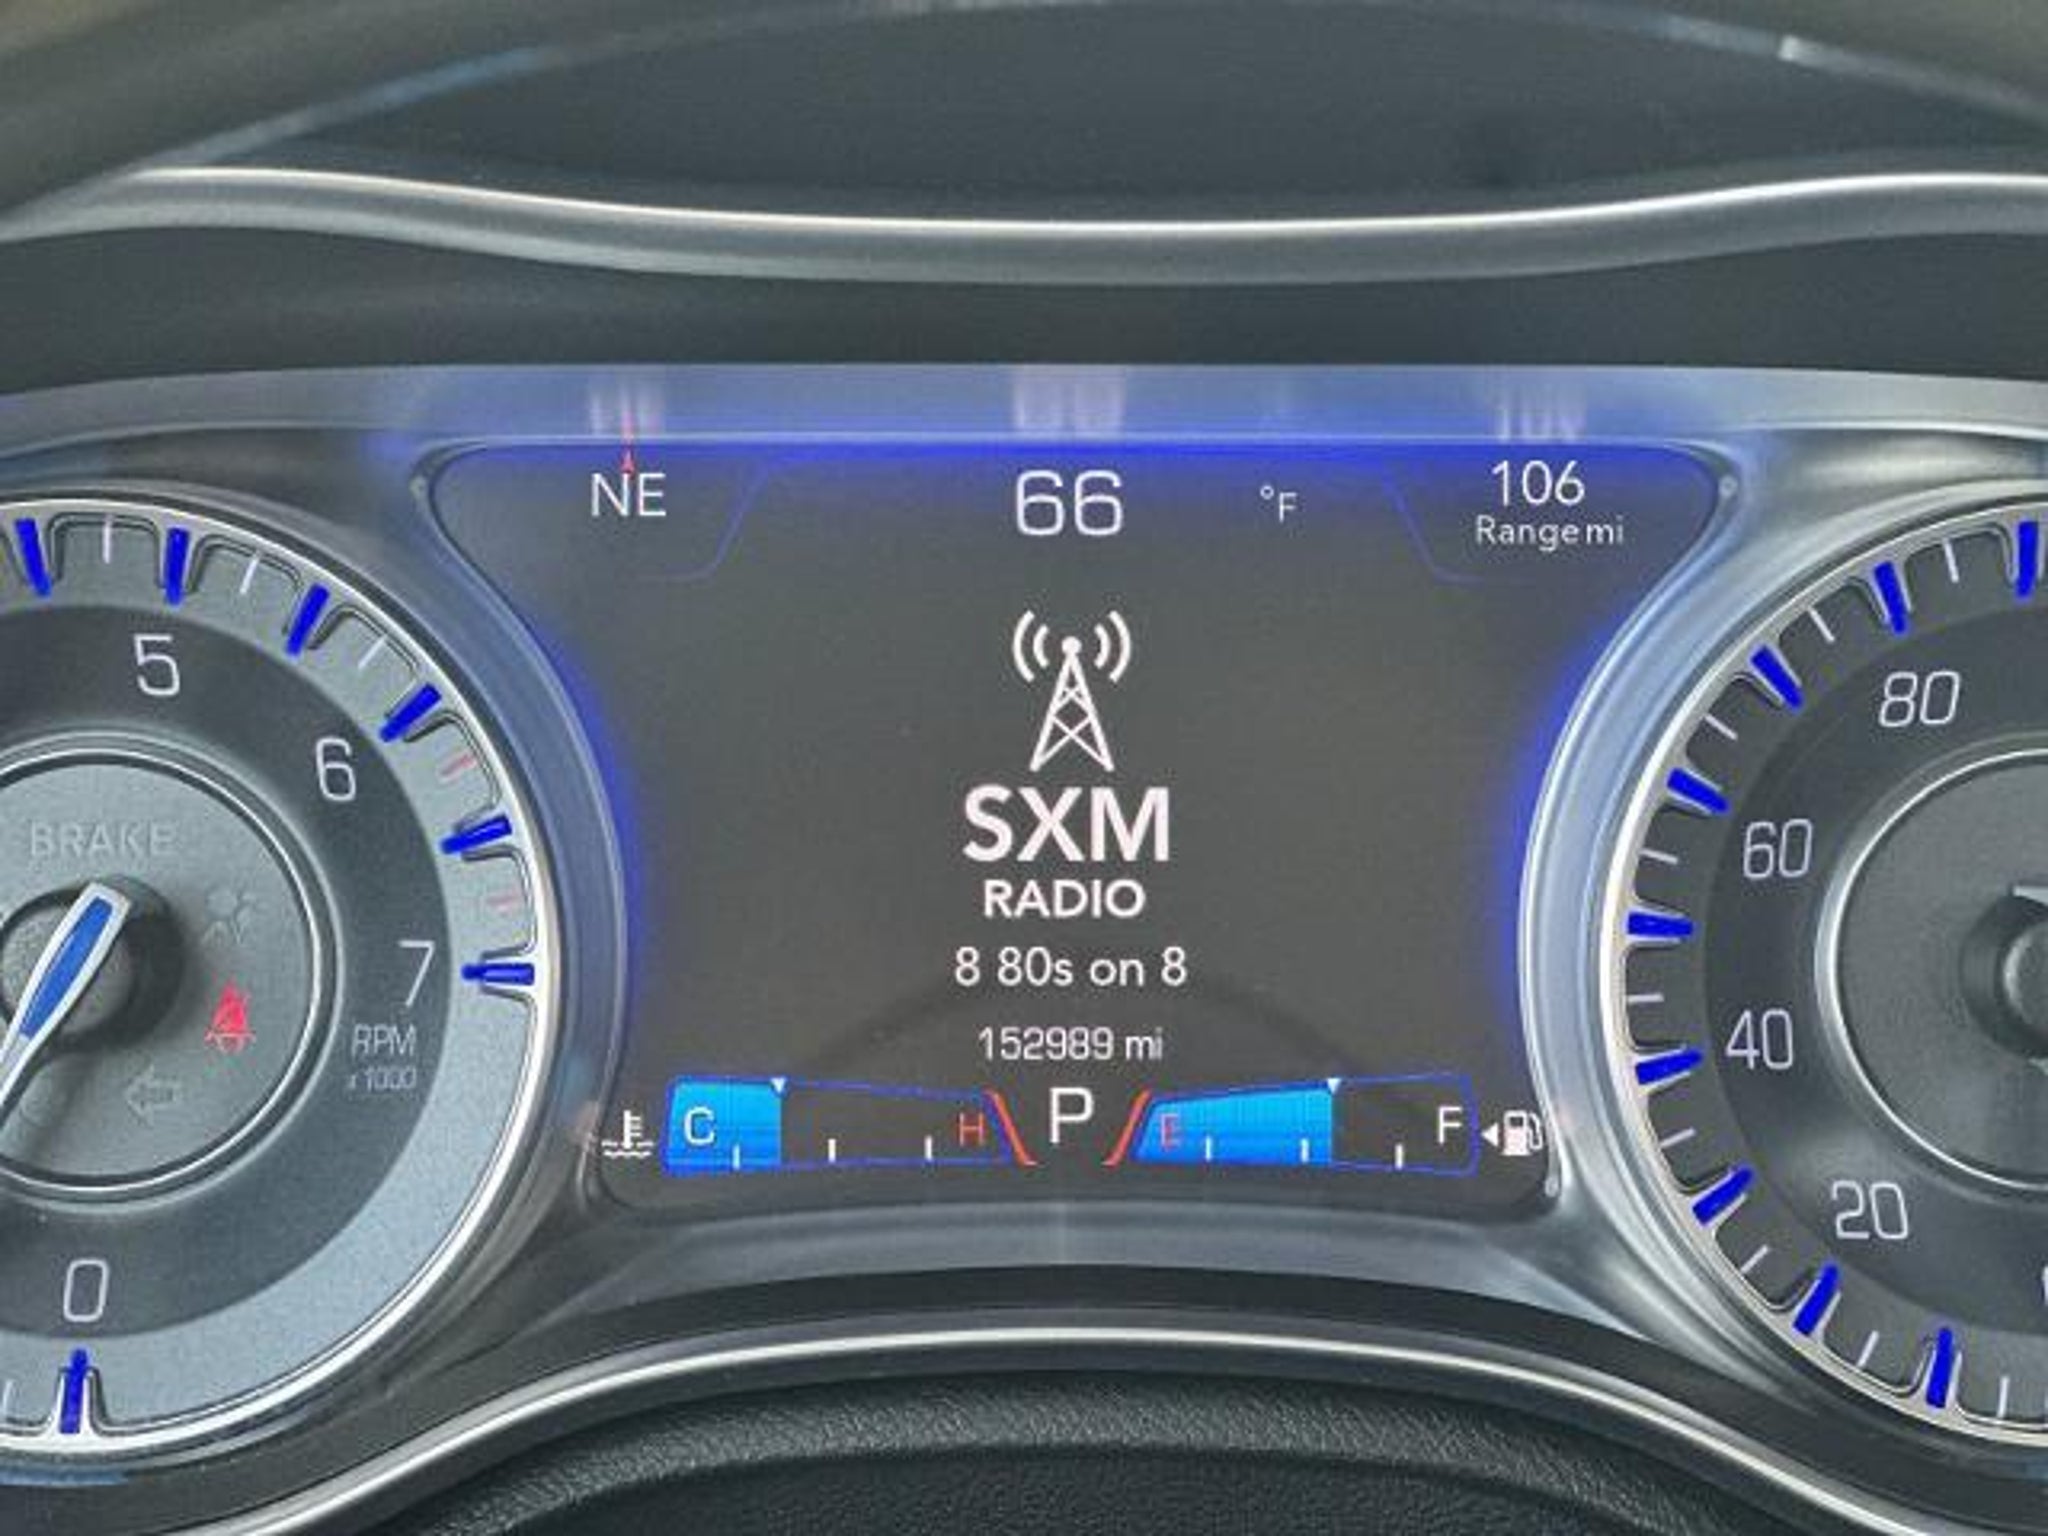 NE
66 °F
106
Range mi
SXM
RADIO
8 80s on 8
152989 mi
C
H
P
E
F
5
6
7
RPM
x 1000
0
BRAKE
80
60
40
20